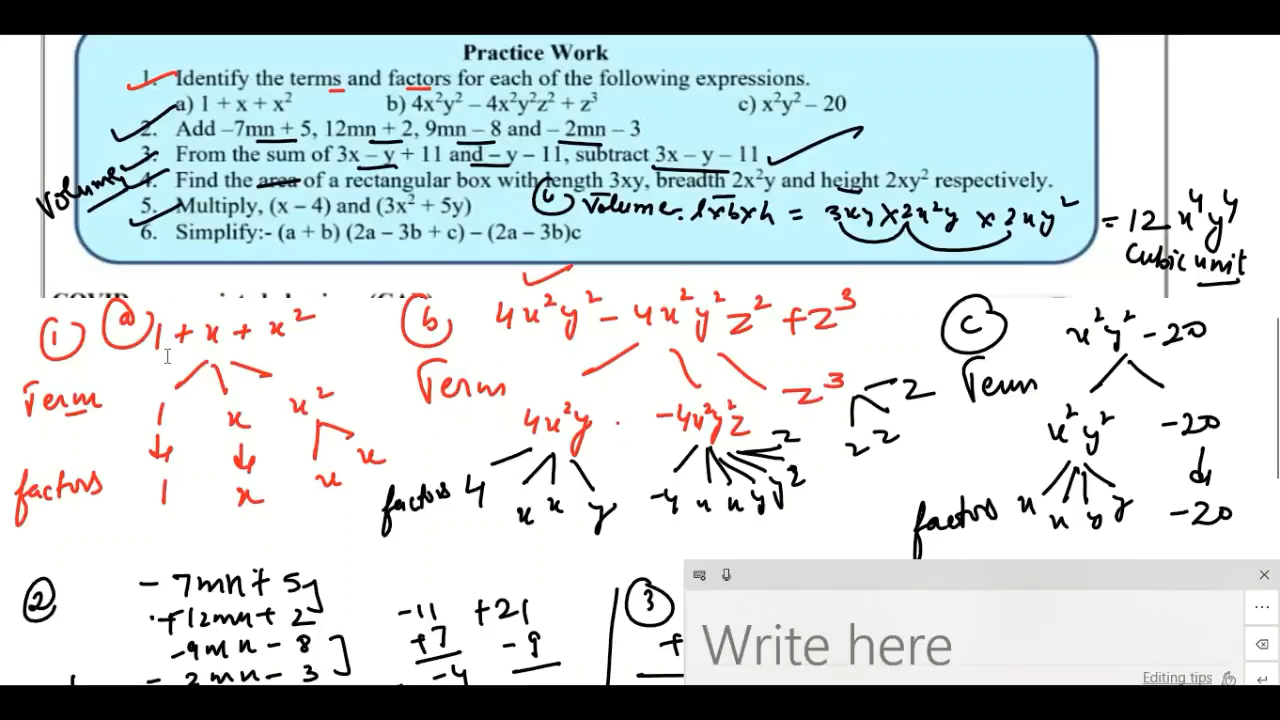 Practice Work
1. Identify the terms and factors for each of the following expressions.
a) 1 + x + x² b) 4x²y² – 4x²y²z² + z³ c) x²y² – 20
2. Add –7mn + 5, 12mn + 2, 9mn – 8 and – 2mn – 3
3. From the sum of 3x – y + 11 and – y – 11, subtract 3x – y – 11
Volume
4. Find the area of a rectangular box with length 3xy, breadth 2x²y and height 2xy² respectively.
5. Multiply, (x – 4) and (3x² + 5y)
Volume. l×b×h = 3xy × 2x²y × 2xy² = 12 x⁴y⁴
6. Simplify:- (a + b) (2a – 3b + c) – (2a – 3b)c
Cubic unit
① ⓐ 1 + x + x² ⓑ 4x²y² – 4x²y²z² + z³ ⓒ x²y² – 20
Term 1 x x² Term 4x²y – 4x²y²z z³ z z z Term x²y² –20
factors 1 x x x factors 4 x x y –4 x x y y z z factors x x y y –20
② – 7mn + 5 –11 +21 ③
+12mn + 2 +7 –9 +
–9mn – 8 –4
– 2mn – 3
Write here
Editing tips